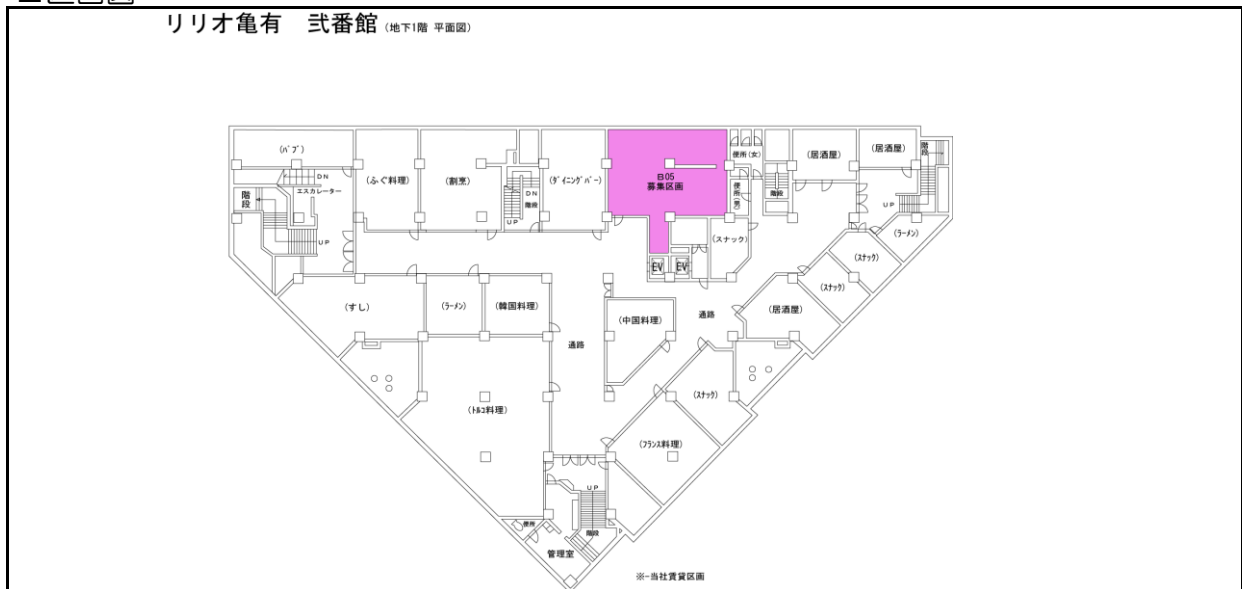 リリオ亀有　弐番館 (地下1階 平面図)
(パブ)
DN
エスカレーター
階段
UP
(ふぐ料理)
(割烹)
DN
階段
UP
(ダイニングバー)
B05
募集区画
便所(女)
便所(男)
階段
(居酒屋)
(居酒屋)
階段
UP
(ラーメン)
(スナック)
(スナック)
(スナック)
EV
EV
(すし)
(ラーメン)
(韓国料理)
(中国料理)
通路
(居酒屋)
通路
(トルコ料理)
(スナック)
(フランス料理)
UP
階段
便所
管理室
※-当社賃貸区画